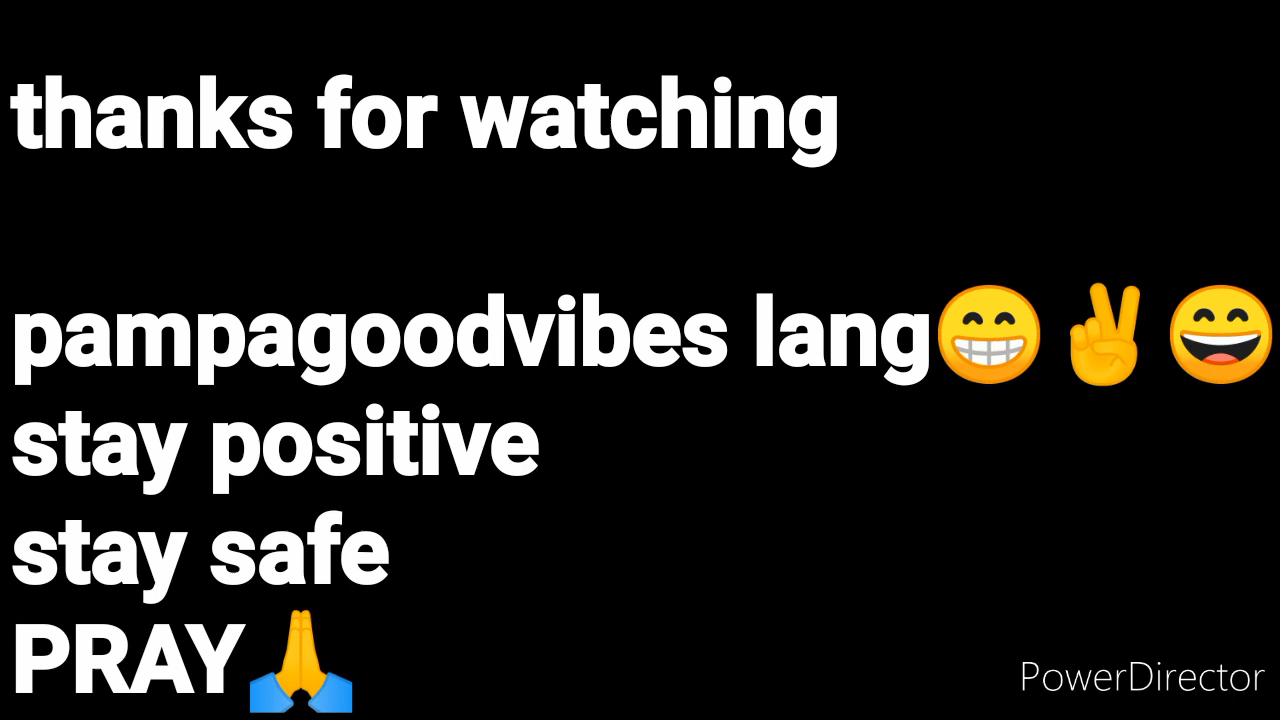 thanks for watching
pampagoodvibes lang😁✌️😄
stay positive
stay safe
PRAY🙏
PowerDirector